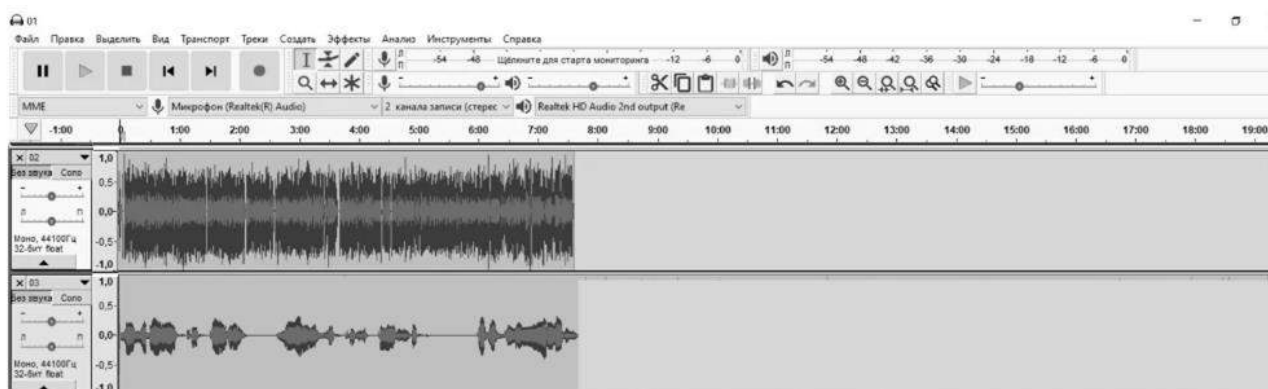 01
Файл Правка Выделить Вид Транспорт Треки Создать Эффекты Анализ Инструменты Справка
Л П -54 -48 Щёлкните для старта мониторинга -12 -6 0 Л П -54 -48 -42 -36 -30 -24 -18 -12 -6 0
MME Микрофон (Realtek(R) Audio) 2 канала записи (стерес Realtek HD Audio 2nd output (Re
-1:00 0 1:00 2:00 3:00 4:00 5:00 6:00 7:00 8:00 9:00 10:00 11:00 12:00 13:00 14:00 15:00 16:00 17:00 18:00 19:00
02 1,0
Без звука Соло 0,5
- +
Л П 0,0
Моно, 44100Гц -0,5
32-бит float
-1,0
03 1,0
Без звука Соло 0,5
- +
Л П 0,0
Моно, 44100Гц -0,5
32-бит float
-1,0